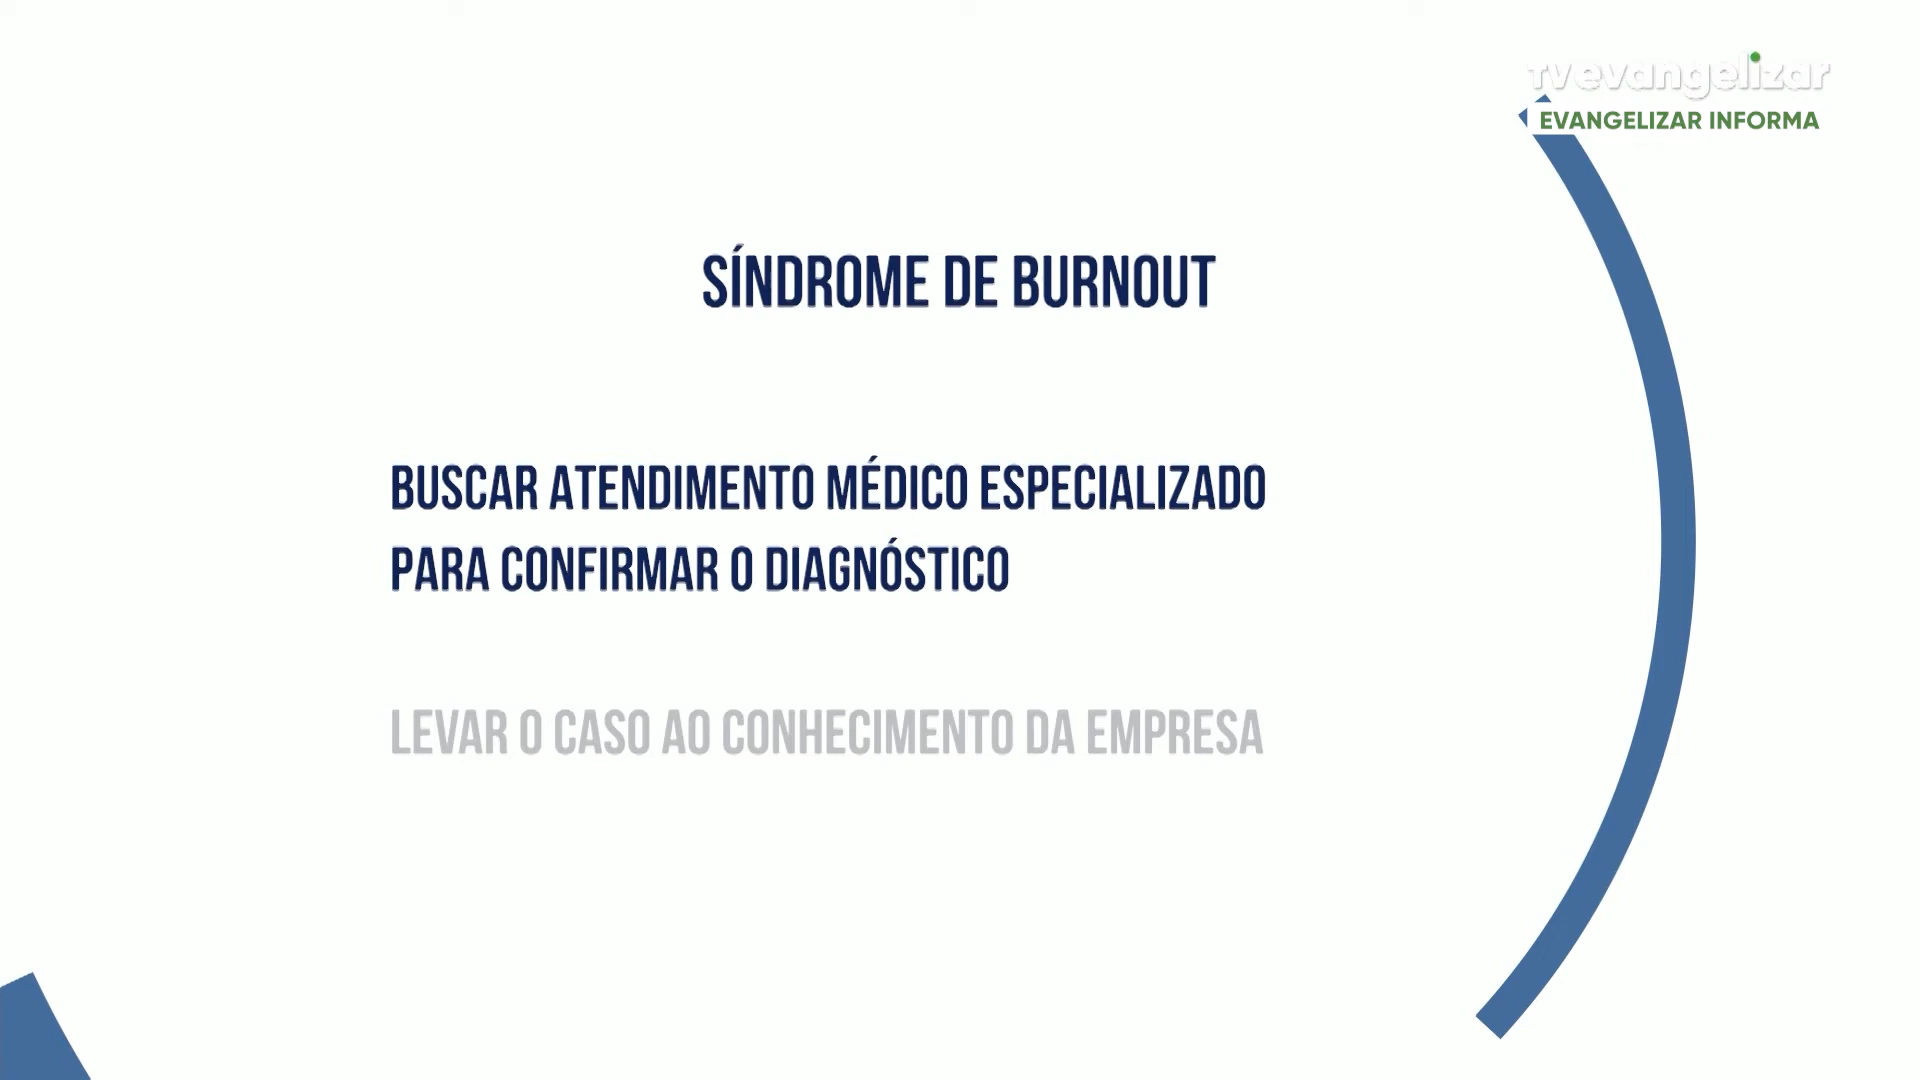 tvevangelizar
EVANGELIZAR INFORMA
SÍNDROME DE BURNOUT
BUSCAR ATENDIMENTO MÉDICO ESPECIALIZADO
PARA CONFIRMAR O DIAGNÓSTICO
LEVAR O CASO AO CONHECIMENTO DA EMPRESA